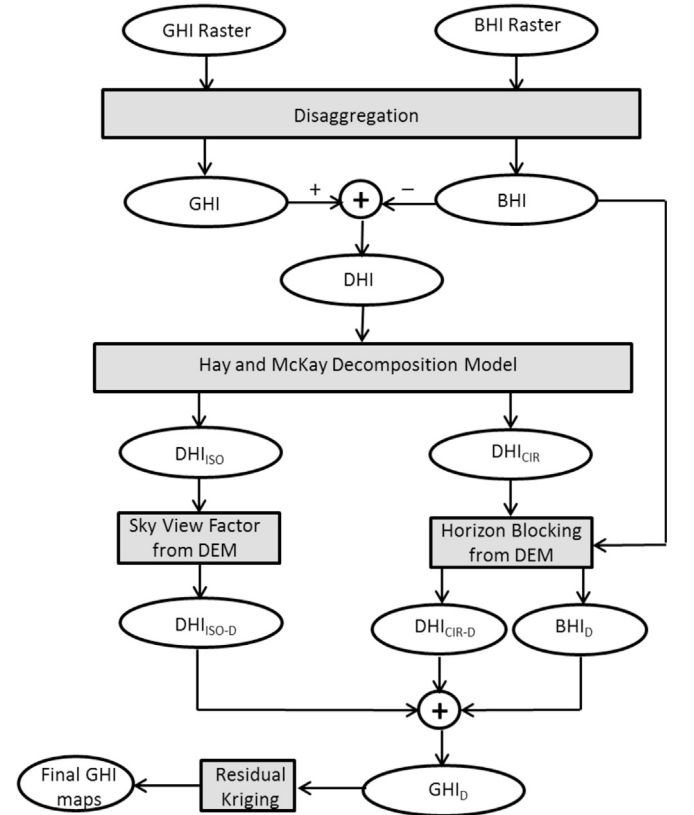 GHI Raster
BHI Raster
Disaggregation
GHI
+
+
−
BHI
DHI
Hay and McKay Decomposition Model
DHI_ISO
DHI_CIR
Sky View Factor
from DEM
Horizon Blocking
from DEM
DHI_ISO-D
DHI_CIR-D
BHI_D
+
Final GHI
maps
Residual
Kriging
GHI_D